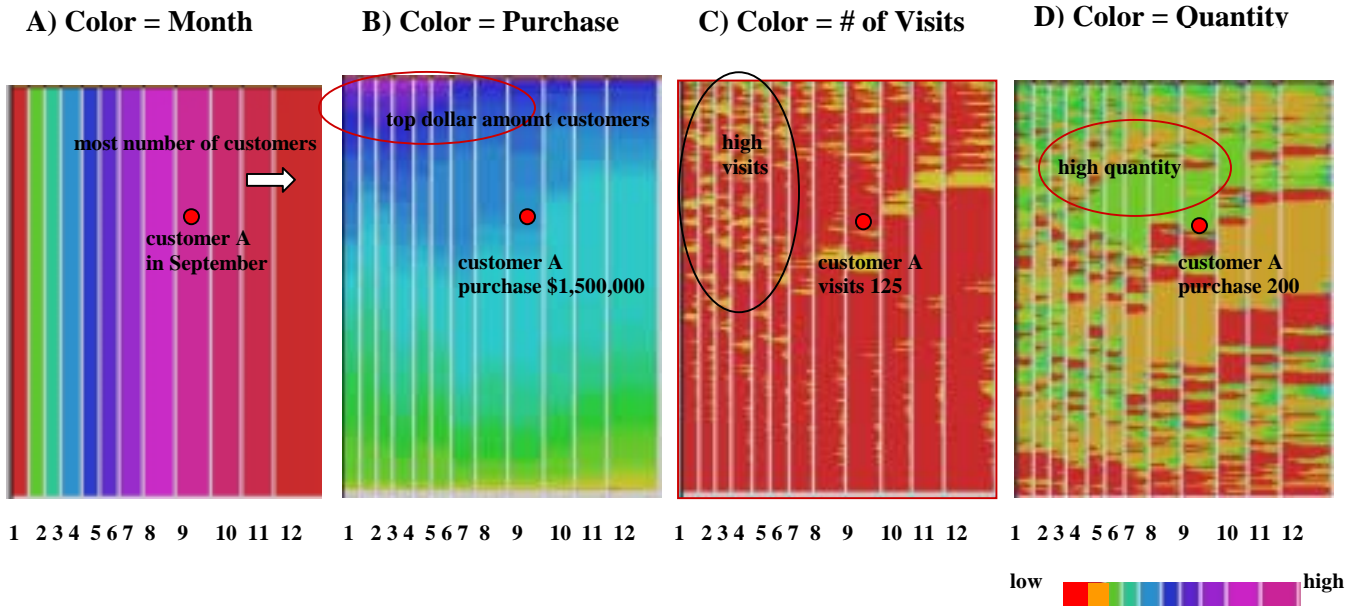 A) Color = Month
B) Color = Purchase
C) Color = # of Visits
D) Color = Quantity
most number of customers
customer A
in September
top dollar amount customers
customer A
purchase $1,500,000
high
visits
customer A
visits 125
high quantity
customer A
purchase 200
1 2 3 4 5 6 7 8 9 10 11 12
1 2 3 4 5 6 7 8 9 10 11 12
1 2 3 4 5 6 7 8 9 10 11 12
1 2 3 4 5 6 7 8 9 10 11 12
low high